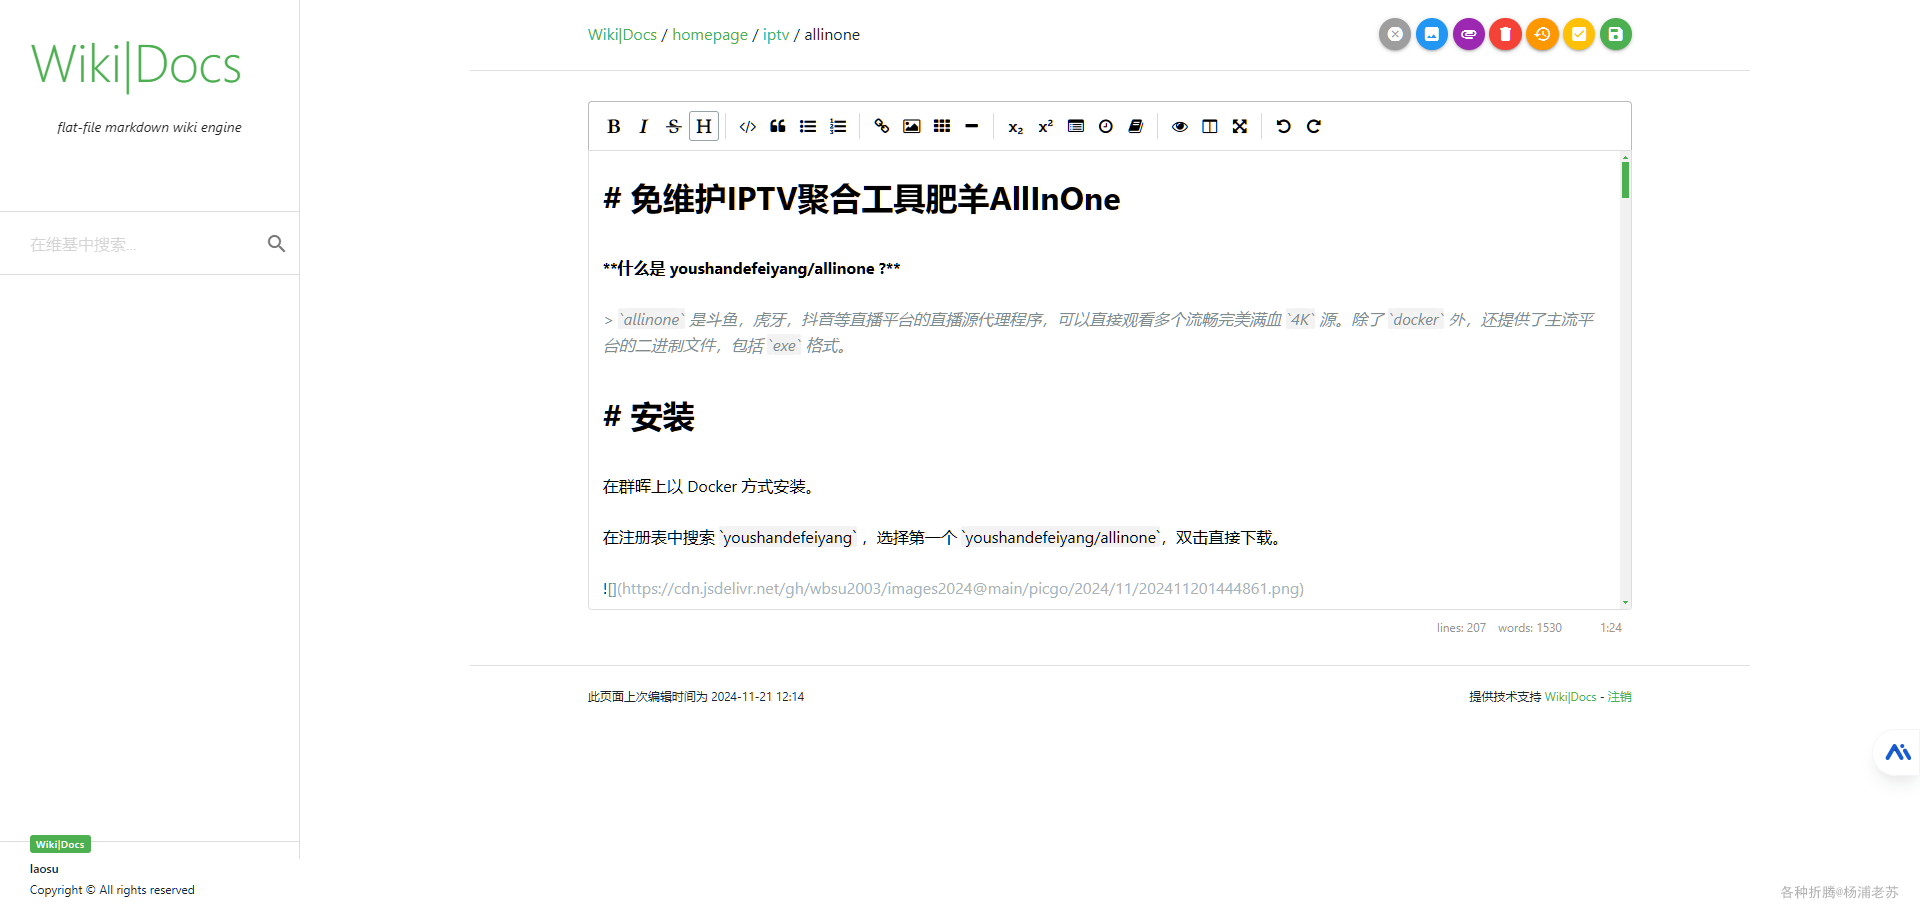 Wiki|Docs
flat-file markdown wiki engine
在维基中搜索...
Wiki|Docs / homepage / iptv / allinone
B I S H
x₂ x²
# 免维护IPTV聚合工具肥羊AllInOne
**什么是 youshandefeiyang/allinone ?**
> `allinone` 是斗鱼，虎牙，抖音等直播平台的直播源代理程序，可以直接观看多个流畅完美满血 `4K` 源。除了 `docker` 外，还提供了主流平
台的二进制文件，包括 `exe` 格式。
# 安装
在群晖上以 Docker 方式安装。
在注册表中搜索 `youshandefeiyang` ，选择第一个 `youshandefeiyang/allinone`，双击直接下载。
![](https://cdn.jsdelivr.net/gh/wbsu2003/images2024@main/picgo/2024/11/202411201444861.png)
lines: 207 words: 1530 1:24
此页面上次编辑时间为 2024-11-21 12:14
提供技术支持 Wiki|Docs - 注销
Wiki|Docs
laosu
Copyright © All rights reserved
各种折腾@杨浦老苏